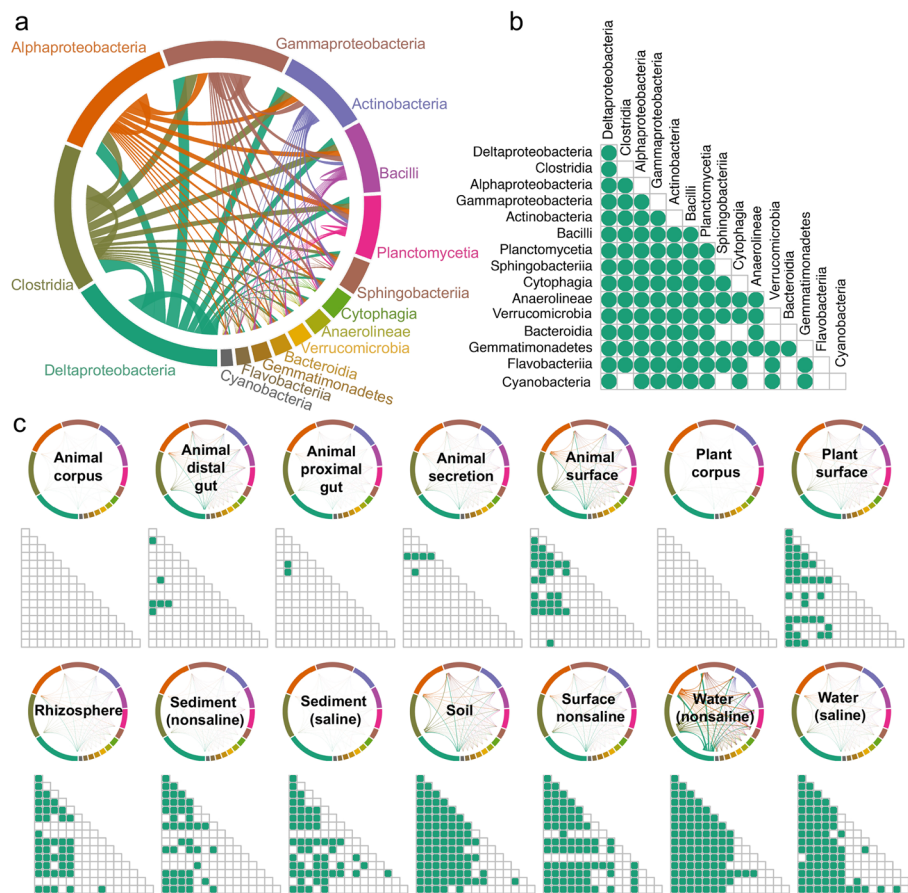 a
b
Alphaproteobacteria
Gammaproteobacteria
Actinobacteria
Bacilli
Planctomycetia
Sphingobacteriia
Cytophagia
Anaerolineae
Verrucomicrobia
Bacteroidia
Gemmatimonadetes
Flavobacteriia
Cyanobacteria
Deltaproteobacteria
Clostridia
Deltaproteobacteria
Clostridia
Alphaproteobacteria
Gammaproteobacteria
Actinobacteria
Bacilli
Planctomycetia
Sphingobacteriia
Cytophagia
Anaerolineae
Verrucomicrobia
Bacteroidia
Gemmatimonadetes
Flavobacteriia
Cyanobacteria
Deltaproteobacteria
Clostridia
Alphaproteobacteria
Gammaproteobacteria
Actinobacteria
Bacilli
Planctomycetia
Sphingobacteriia
Cytophagia
Anaerolineae
Verrucomicrobia
Bacteroidia
Gemmatimonadetes
Flavobacteriia
Cyanobacteria
c
Animal
corpus
Animal
distal
gut
Animal
proximal
gut
Animal
secretion
Animal
surface
Plant
corpus
Plant
surface
Rhizosphere
Sediment
(nonsaline)
Sediment
(saline)
Soil
Surface
nonsaline
Water
(nonsaline)
Water
(saline)